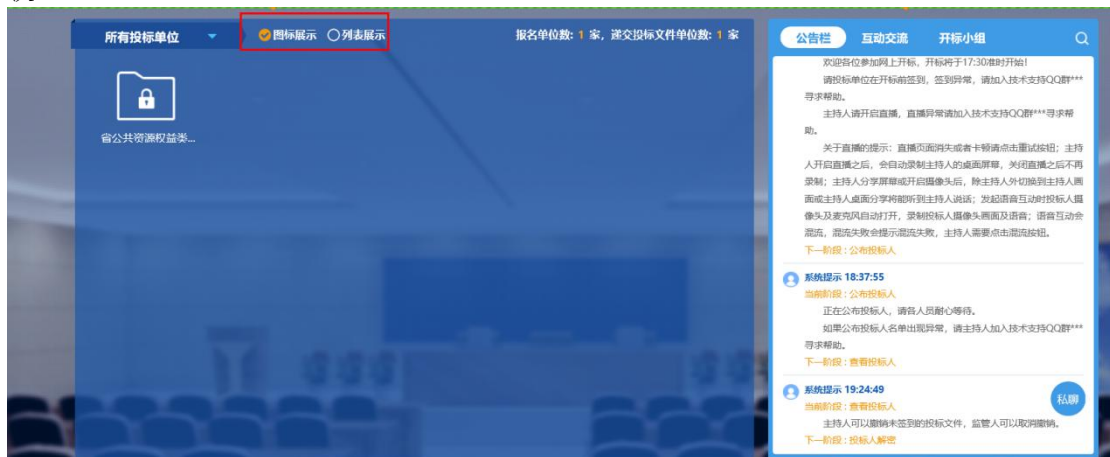 所有投标单位
图标展示 列表展示
报名单位数: 1 家，递交投标文件单位数: 1 家
省公共资源权益类...
公告栏 互动交流 开标小组
欢迎各位参加网上开标，开标将于17:30准时开始！
请投标单位在开标前签到，签到异常，请加入技术支持QQ群***
寻求帮助。
主持人请开启直播，直播异常请加入技术支持QQ群***寻求帮
助。
关于直播的提示：直播页面消失或者卡顿请点击重试按钮；主持
人开启直播之后，会自动录制主持人的桌面屏幕，关闭直播之后不再
录制；主持人分享屏幕或开启摄像头后，除主持人外切换到主持人画
面或主持人桌面分享将能听到主持人说话；发起语音互动时投标人摄
像头及麦克风自动打开，录制投标人摄像头画面及语音；语音互动会
混流，混流失败会提示混流失败，主持人需要点击混流按钮。
下一阶段：公布投标人
系统提示 18:37:55
当前阶段：公布投标人
正在公布投标人，请各人员耐心等待。
如果公布投标人名单出现异常，请主持人加入技术支持QQ群***
寻求帮助。
下一阶段：查看投标人
系统提示 19:24:49
当前阶段：查看投标人
主持人可以撤销未签到的投标文件，监管人可以取消撤销。
下一阶段：投标人解密
私聊